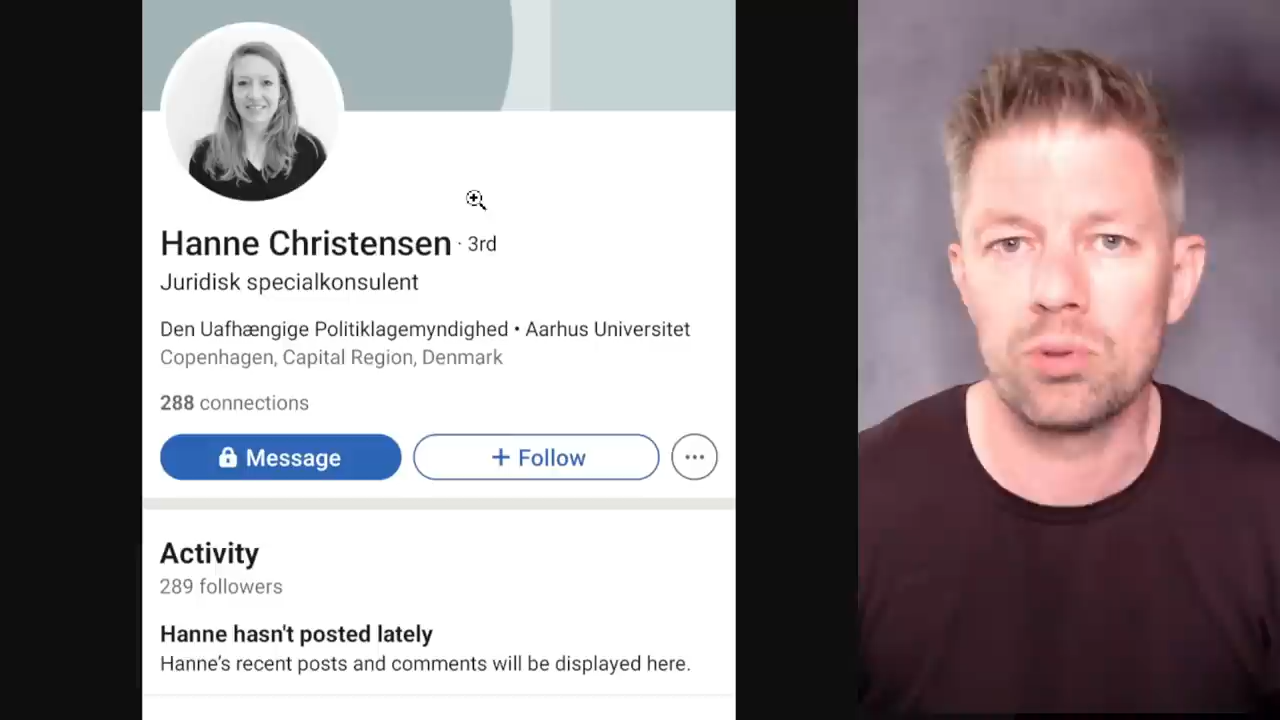 Hanne Christensen · 3rd
Juridisk specialkonsulent
Den Uafhængige Politiklagemyndighed • Aarhus Universitet
Copenhagen, Capital Region, Denmark
288 connections
Message
+ Follow
Activity
289 followers
Hanne hasn't posted lately
Hanne's recent posts and comments will be displayed here.